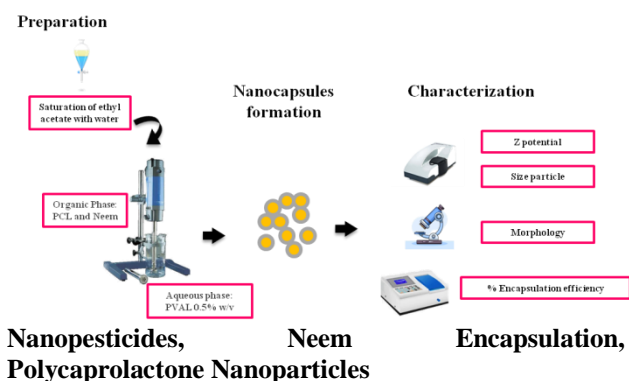 Preparation
Saturation of ethyl
acetate with water
Organic Phase:
PCL and Neem
Aqueous phase:
PVAL 0.5% w/v
Nanocapsules
formation
Characterization
Z potential
Size particle
Morphology
% Encapsulation efficiency
Nanopesticides, Neem Encapsulation,
Polycaprolactone Nanoparticles